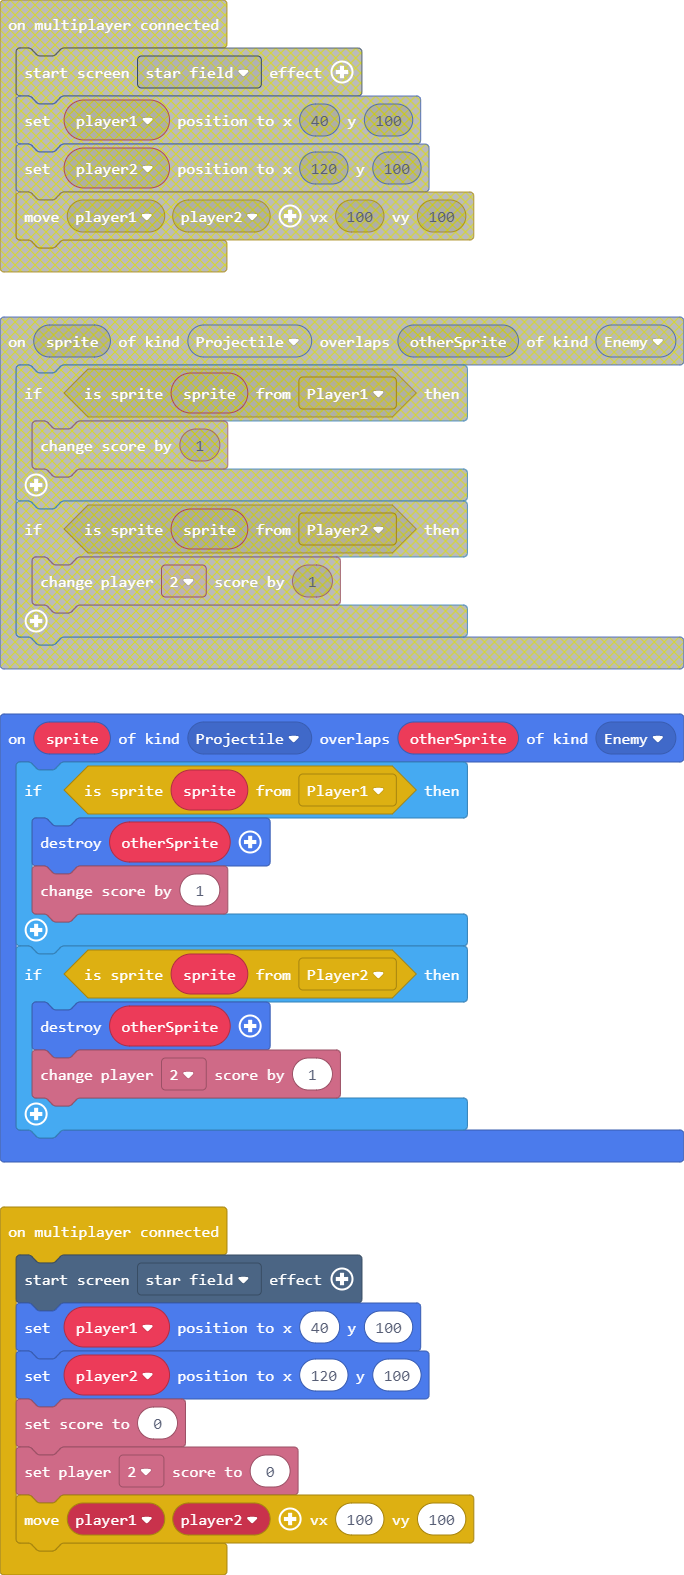 on multiplayer connected
start screen star field effect
set player1 position to x 40 y 100
set player2 position to x 120 y 100
move player1 player2 vx 100 vy 100
on sprite of kind Projectile overlaps otherSprite of kind Enemy
if is sprite sprite from Player1 then
change score by 1
if is sprite sprite from Player2 then
change player 2 score by 1
on sprite of kind Projectile overlaps otherSprite of kind Enemy
if is sprite sprite from Player1 then
destroy otherSprite
change score by 1
if is sprite sprite from Player2 then
destroy otherSprite
change player 2 score by 1
on multiplayer connected
start screen star field effect
set player1 position to x 40 y 100
set player2 position to x 120 y 100
set score to 0
set player 2 score to 0
move player1 player2 vx 100 vy 100